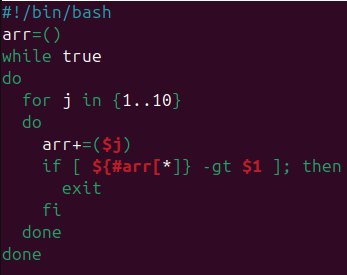 #!/bin/bash
arr=()
while true
do
  for j in {1..10}
  do
    arr+=($j)
    if [ ${#arr[*]} -gt $1 ]; then
      exit
    fi
  done
done